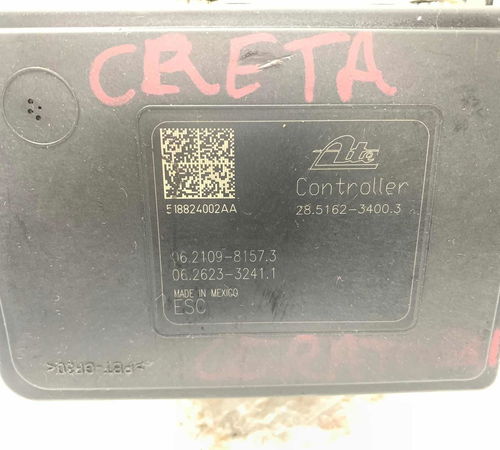 CRETA
Ate
Controller
518824002AA
28.5162-3400.3
06.2109-8157.3
06.2623-3241.1
MADE IN MEXICO
ESC
>PBT-GF30<